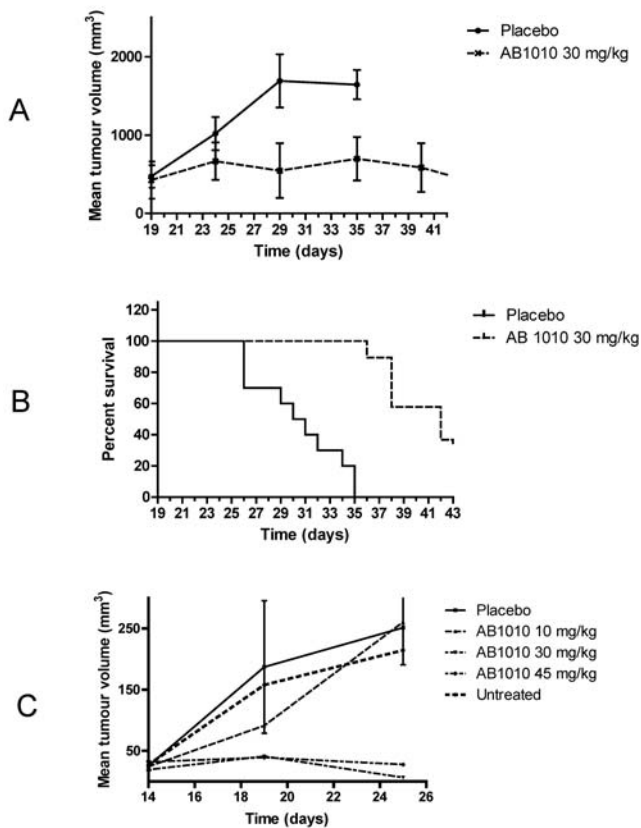 A
Mean tumour volume (mm³)
2000
1000
0
19 21 23 24 25 27 29 31 33 35 37 39 41
Time (days)
Placebo
AB1010 30 mg/kg
B
Percent survival
120
100
80
60
40
20
0
19 21 23 25 27 29 31 33 35 37 39 41 43
Time (days)
Placebo
AB 1010 30 mg/kg
C
Mean tumour volume (mm³)
250
150
50
14 16 18 20 22 24 26
Time (days)
Placebo
AB1010 10 mg/kg
AB1010 30 mg/kg
AB1010 45 mg/kg
Untreated